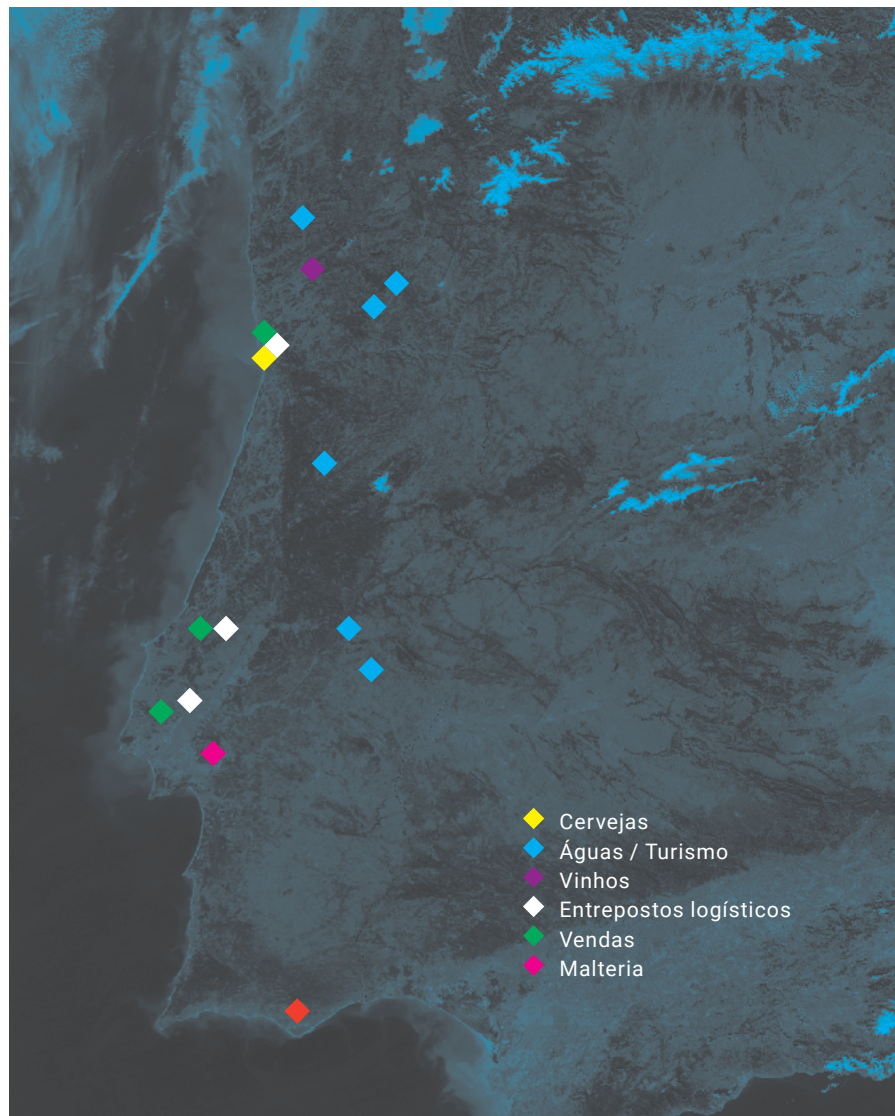 Cervejas
Águas / Turismo
Vinhos
Entrepostos logísticos
Vendas
Malteria